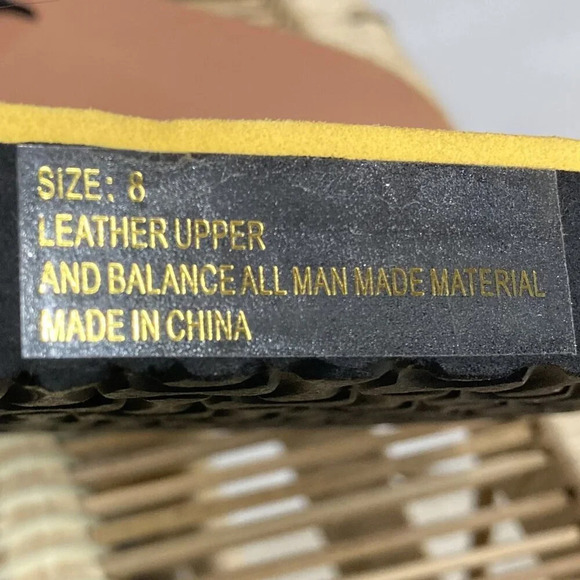 SiZE: 8
LEATHER UPPER
AND BALANCE ALL MAN MADE MATERIAL
MADE IN CHINA